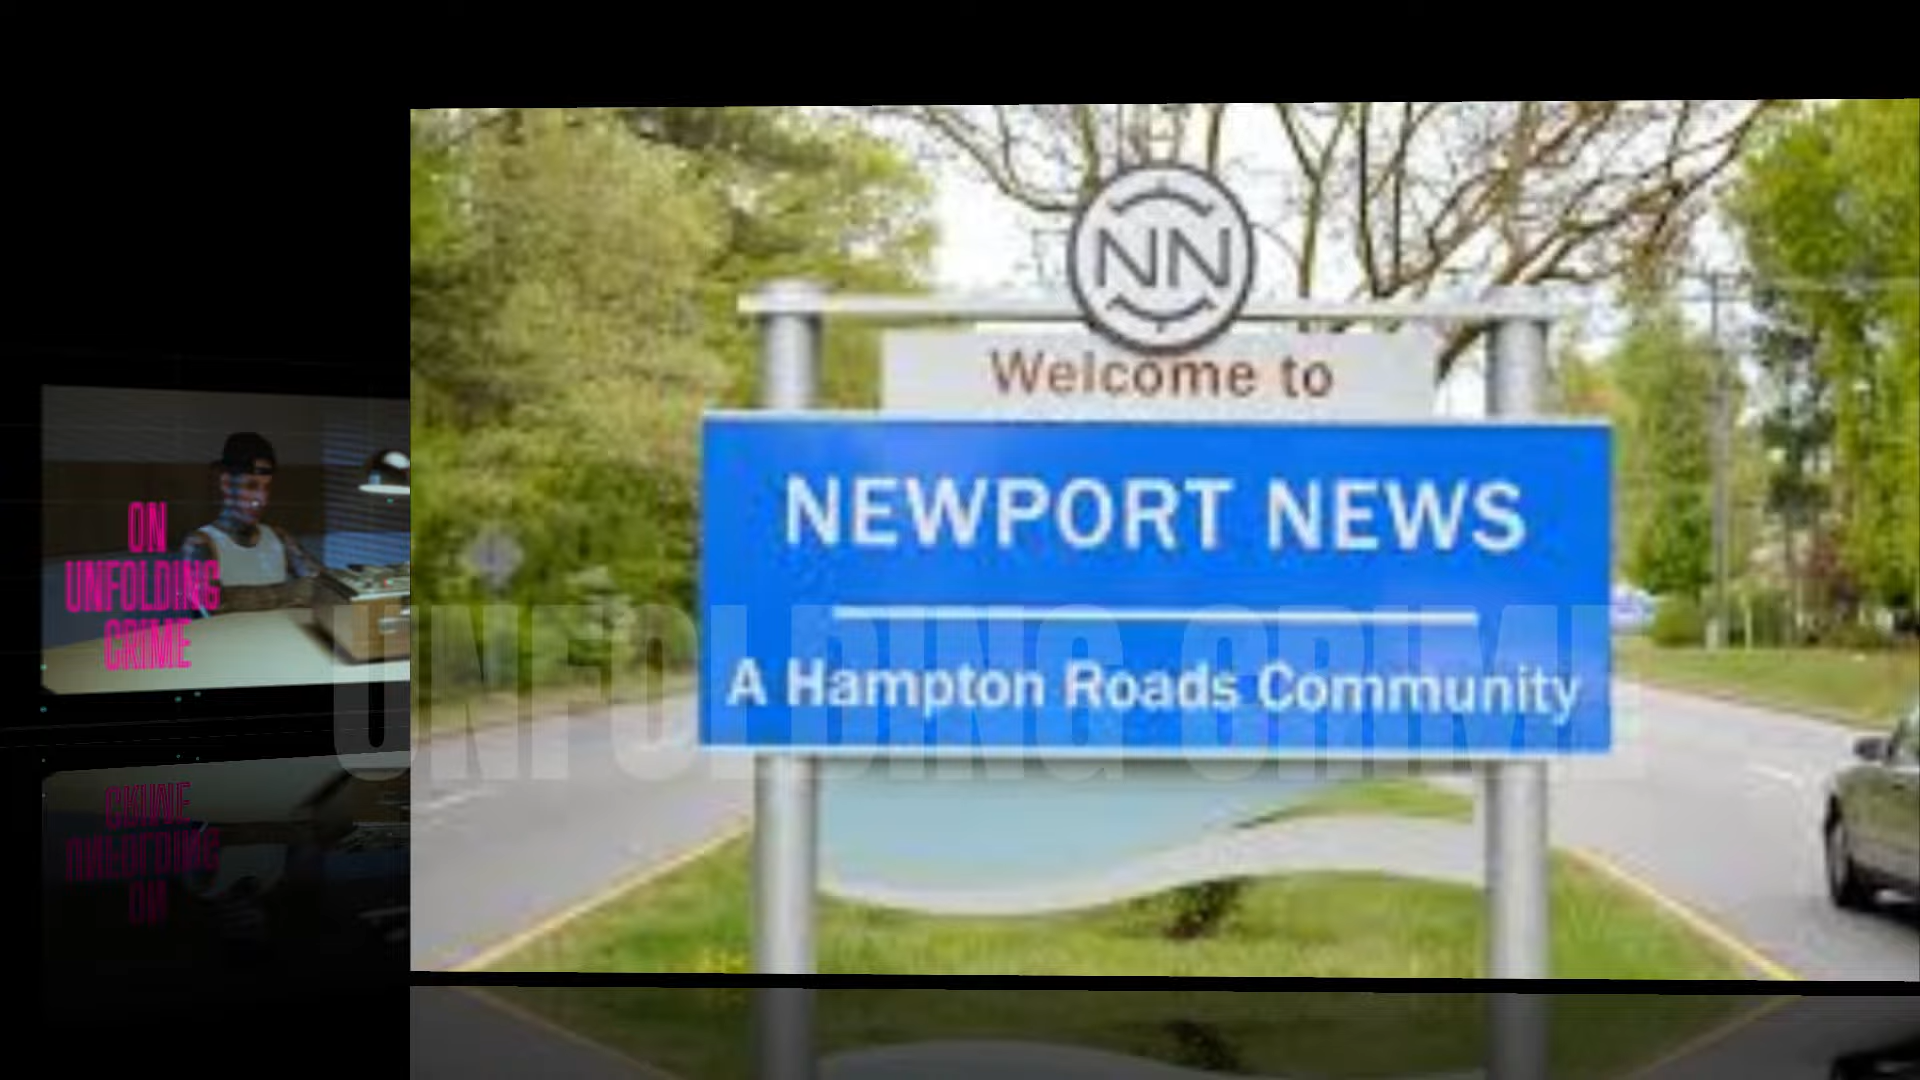 ON
UNFOLDING
CRIME
NN
Welcome to
NEWPORT NEWS
A Hampton Roads Community
UNFOLDING CRIME